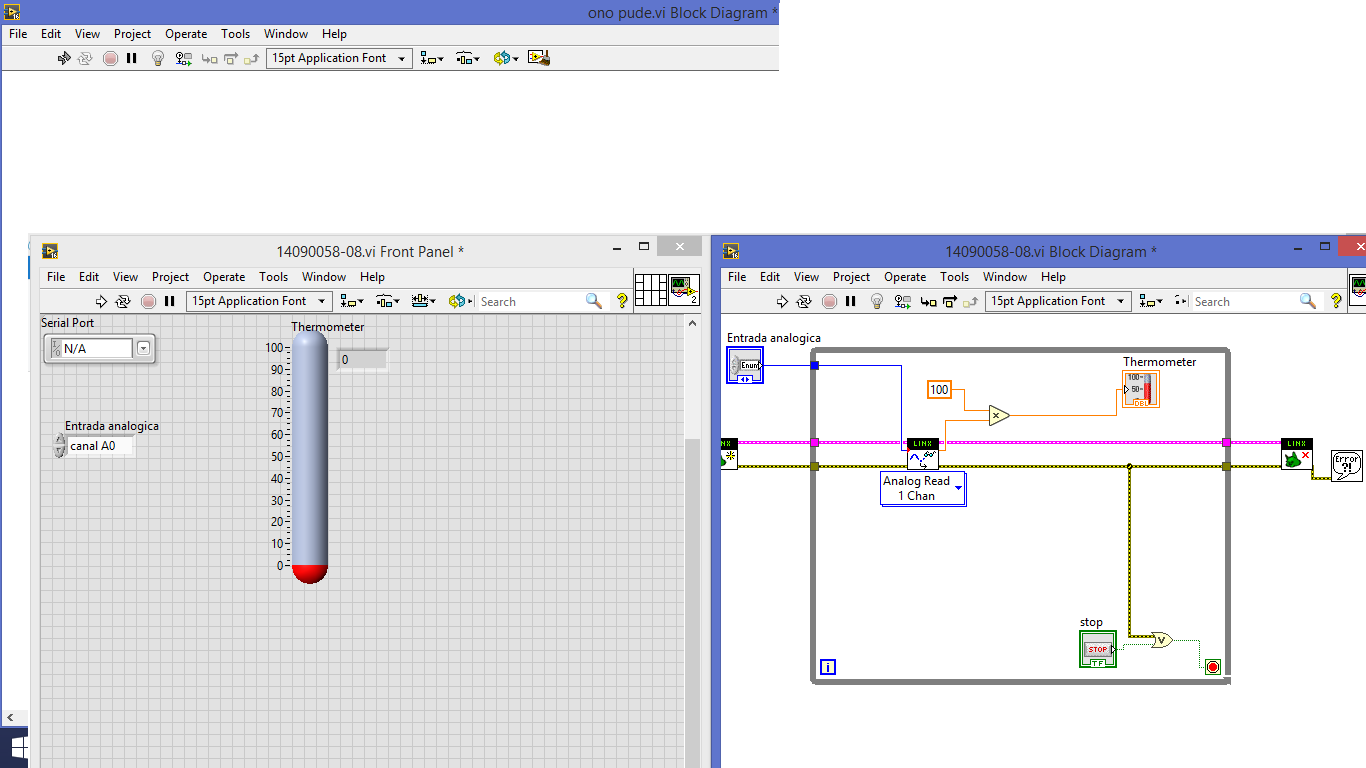 ono pude.vi Block Diagram *
File Edit View Project Operate Tools Window Help
15pt Application Font
14090058-08.vi Front Panel *
File Edit View Project Operate Tools Window Help
15pt Application Font
Search
2
Serial Port
N/A
Thermometer
0
100
90
80
70
60
50
40
30
20
10
0
Entrada analogica
canal A0
14090058-08.vi Block Diagram *
File Edit View Project Operate Tools Window Help
15pt Application Font
Search
Entrada analogica
Enum
Thermometer
100
50
DBL
100
NX
LINX
LINX
Analog Read
1 Chan
Error
?!
stop
STOP
TF
i